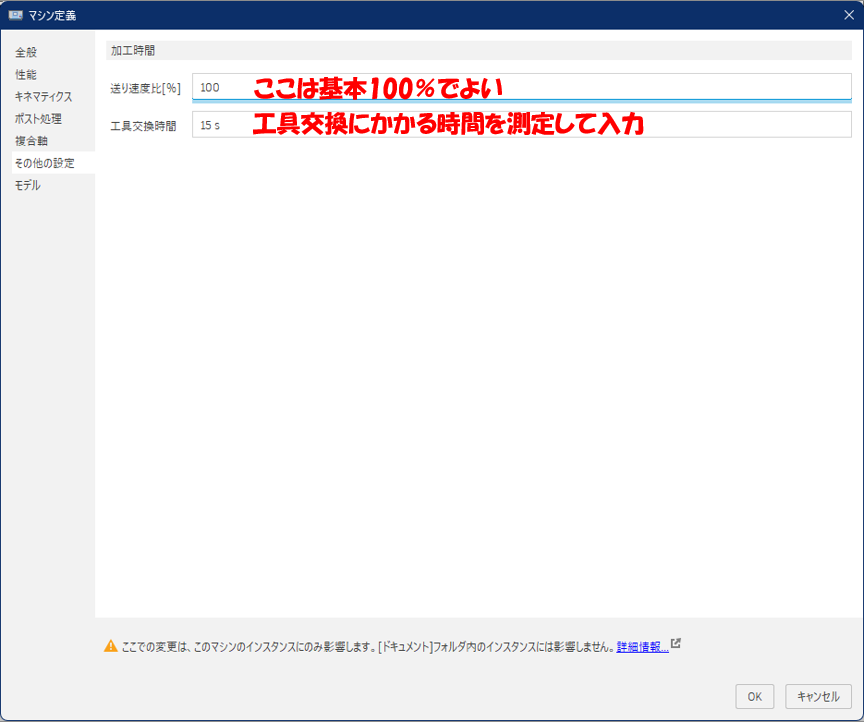 マシン定義
全般
性能
キネマティクス
ポスト処理
複合軸
その他の設定
モデル
加工時間
送り速度比[%] 100 ここは基本100％でよい
工具交換時間 15 s 工具交換にかかる時間を測定して入力
ここでの変更は、このマシンのインスタンスにのみ影響します。[ドキュメント]フォルダ内のインスタンスには影響しません。詳細情報...
OK キャンセル